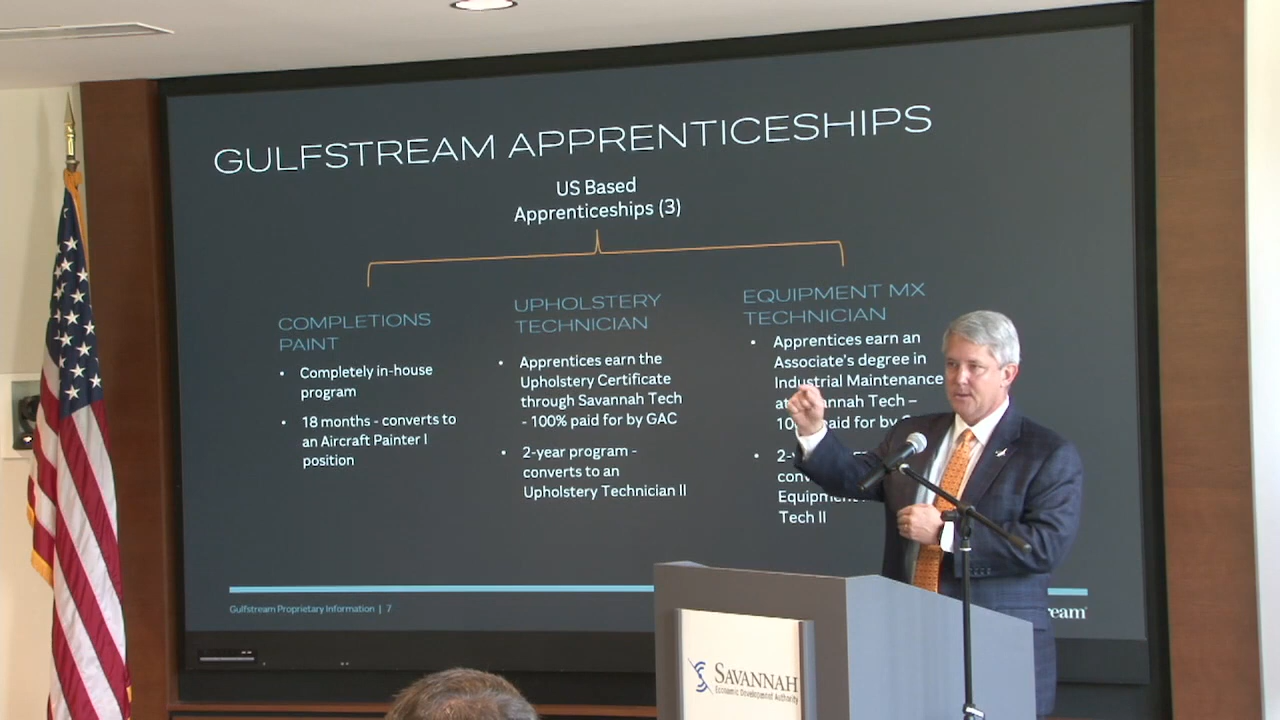 GULFSTREAM APPRENTICESHIPS
US Based
Apprenticeships (3)
COMPLETIONS
PAINT
• Completely in-house
program
• 18 months - converts to
an Aircraft Painter I
position
UPHOLSTERY
TECHNICIAN
• Apprentices earn the
Upholstery Certificate
through Savannah Tech
- 100% paid for by GAC
• 2-year program -
converts to an
Upholstery Technician II
EQUIPMENT MX
TECHNICIAN
• Apprentices earn an
Associate's degree in
Industrial Maintenance
at
–
paid for by
•
Tech II
Gulfstream Proprietary Information | 7
SAVANNAH
Economic Development Authority